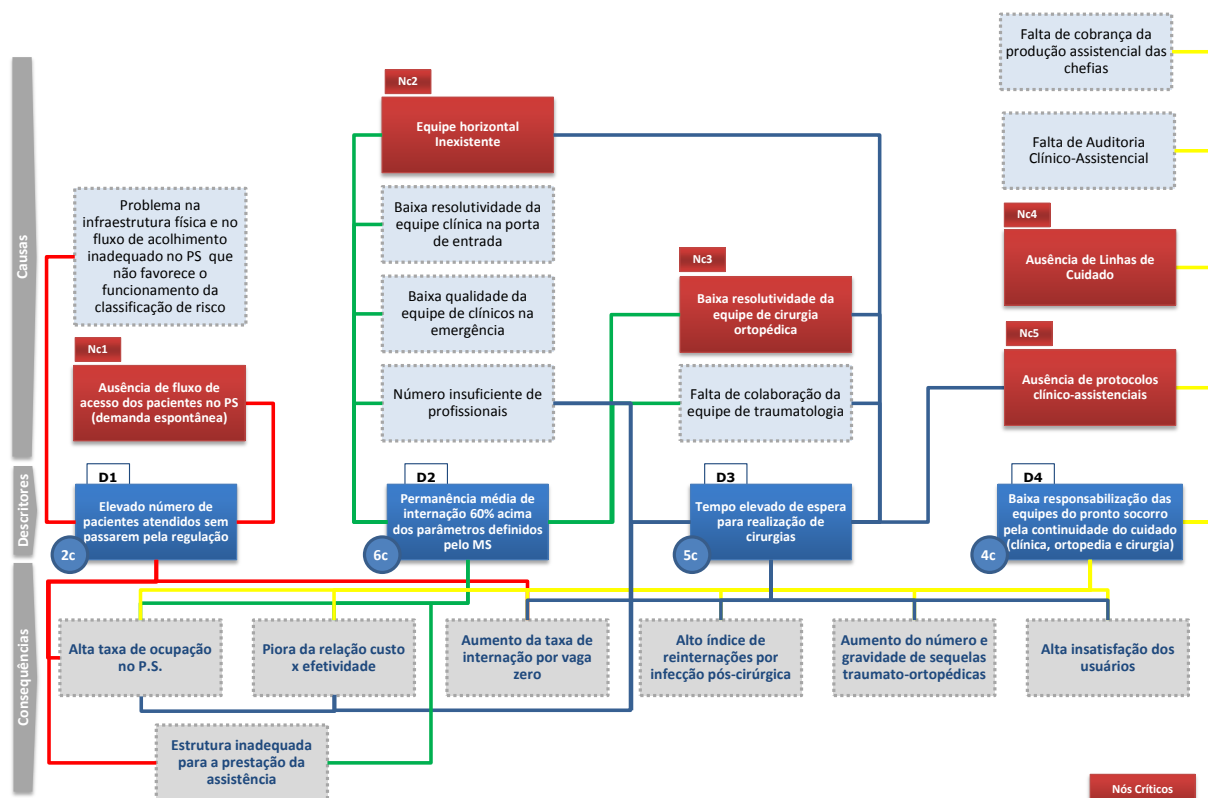 Causas
Nc2
Equipe horizontal
Inexistente
Falta de cobrança da
produção assistencial das
chefias
Falta de Auditoria
Clínico-Assistencial
Problema na
infraestrutura física e no
fluxo de acolhimento
inadequado no PS que
não favorece o
funcionamento da
classificação de risco
Baixa resolutividade da
equipe clínica na porta
de entrada
Nc4
Ausência de Linhas de
Cuidado
Nc3
Baixa resolutividade da
equipe de cirurgia
ortopédica
Baixa qualidade da
equipe de clínicos na
emergência
Nc1
Ausência de fluxo de
acesso dos pacientes no PS
(demanda espontânea)
Número insuficiente de
profissionais
Falta de colaboração da
equipe de traumatologia
Nc5
Ausência de protocolos
clínico-assistenciais
Descritores
D1
Elevado número de
pacientes atendidos sem
passarem pela regulação
2c
D2
Permanência média de
internação 60% acima
dos parâmetros definidos
pelo MS
6c
D3
Tempo elevado de espera
para realização de
cirurgias
5c
D4
Baixa responsabilização das
equipes do pronto socorro
pela continuidade do cuidado
(clínica, ortopedia e cirurgia)
4c
Consequências
Alta taxa de ocupação
no P.S.
Piora da relação custo
x efetividade
Aumento da taxa de
internação por vaga
zero
Alto índice de
reinternações por
infecção pós-cirúrgica
Aumento do número e
gravidade de sequelas
traumato-ortopédicas
Alta insatisfação dos
usuários
Estrutura inadequada
para a prestação da
assistência
Nós Críticos